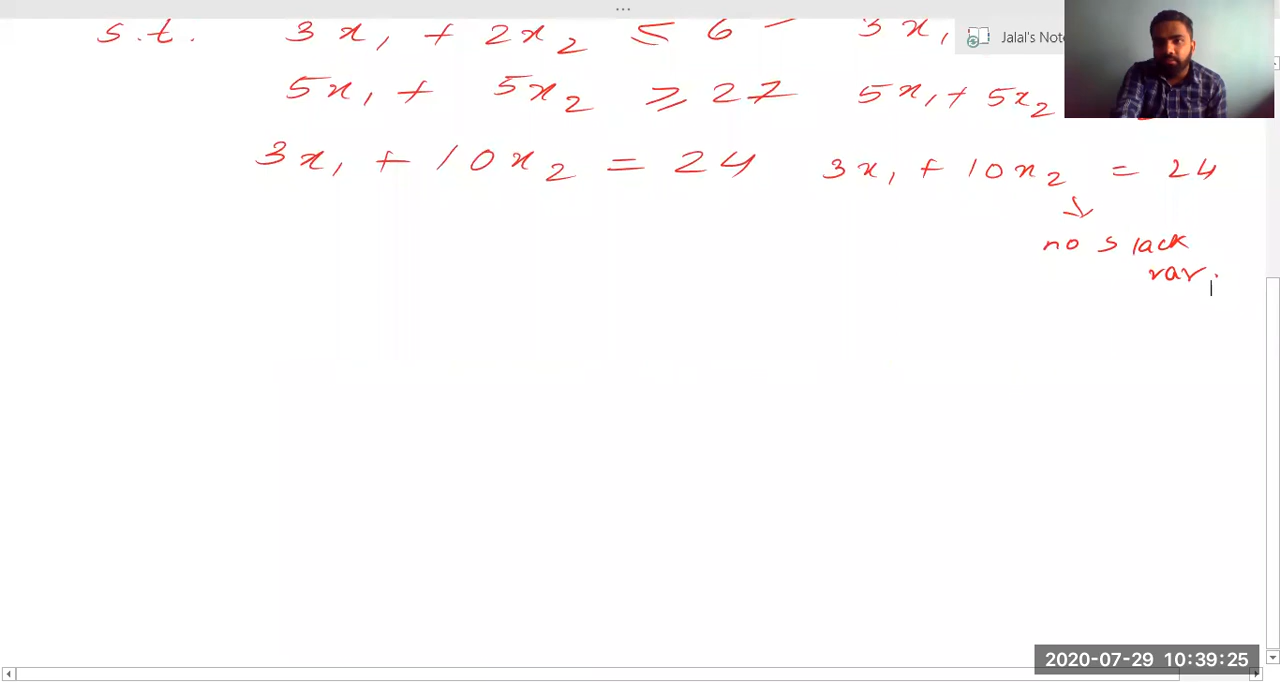 ...
s.t. 3x₁ + 2x₂ ≤ 6 3x₁
Jalal's Note
5x₁ + 5x₂ ≥ 27 5x₁ + 5x₂
3x₁ + 10x₂ = 24 3x₁ + 10x₂ = 24
no slack
var.
2020-07-29 10:39:25